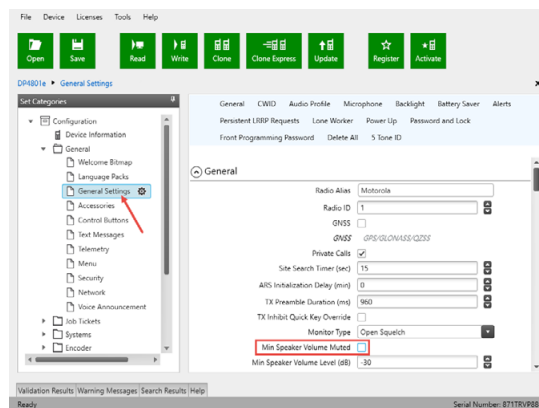 File Device Licenses Tools Help
Open Save Read Write Clone Clone Express Update Register Activate
DP4801e General Settings
Set Categories
Configuration
Device Information
General
Welcome Bitmap
Language Packs
General Settings
Accessories
Control Buttons
Text Messages
Telemetry
Menu
Security
Network
Voice Announcement
Job Tickets
Systems
Encoder
General CWID Audio Profile Microphone Backlight Battery Saver Alerts
Persistent LRRP Requests Lone Worker Power Up Password and Lock
Front Programming Password Delete All 5 Tone ID
General
Radio Alias Motorola
Radio ID 1
GNSS
GNSS GPS/GLONASS/QZSS
Private Calls
Site Search Timer (sec) 15
ARS Initialization Delay (min) 0
TX Preamble Duration (ms) 960
TX Inhibit Quick Key Override
Monitor Type Open Squelch
Min Speaker Volume Muted
Min Speaker Volume Level (dB) -30
Validation Results Warning Messages Search Results Help
Ready Serial Number: 871TRVP88